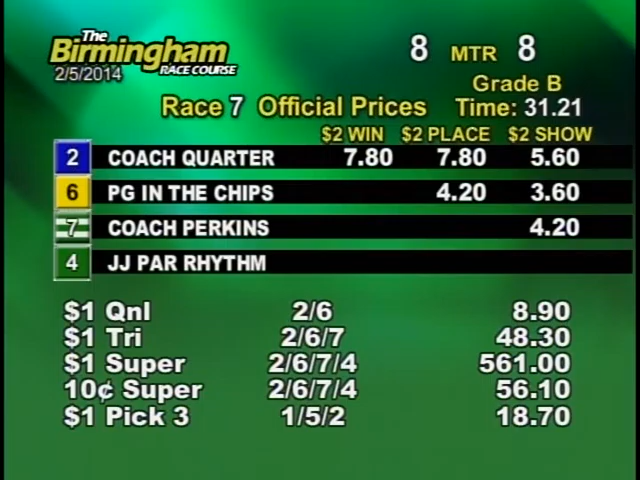 The
Birmingham
RACE COURSE
2/5/2014
8 MTR 8
Grade B
Race 7 Official Prices Time: 31.21
$2 WIN $2 PLACE $2 SHOW
2 COACH QUARTER 7.80 7.80 5.60
6 PG IN THE CHIPS 4.20 3.60
7 COACH PERKINS 4.20
4 JJ PAR RHYTHM
$1 Qnl 2/6 8.90
$1 Tri 2/6/7 48.30
$1 Super 2/6/7/4 561.00
10¢ Super 2/6/7/4 56.10
$1 Pick 3 1/5/2 18.70